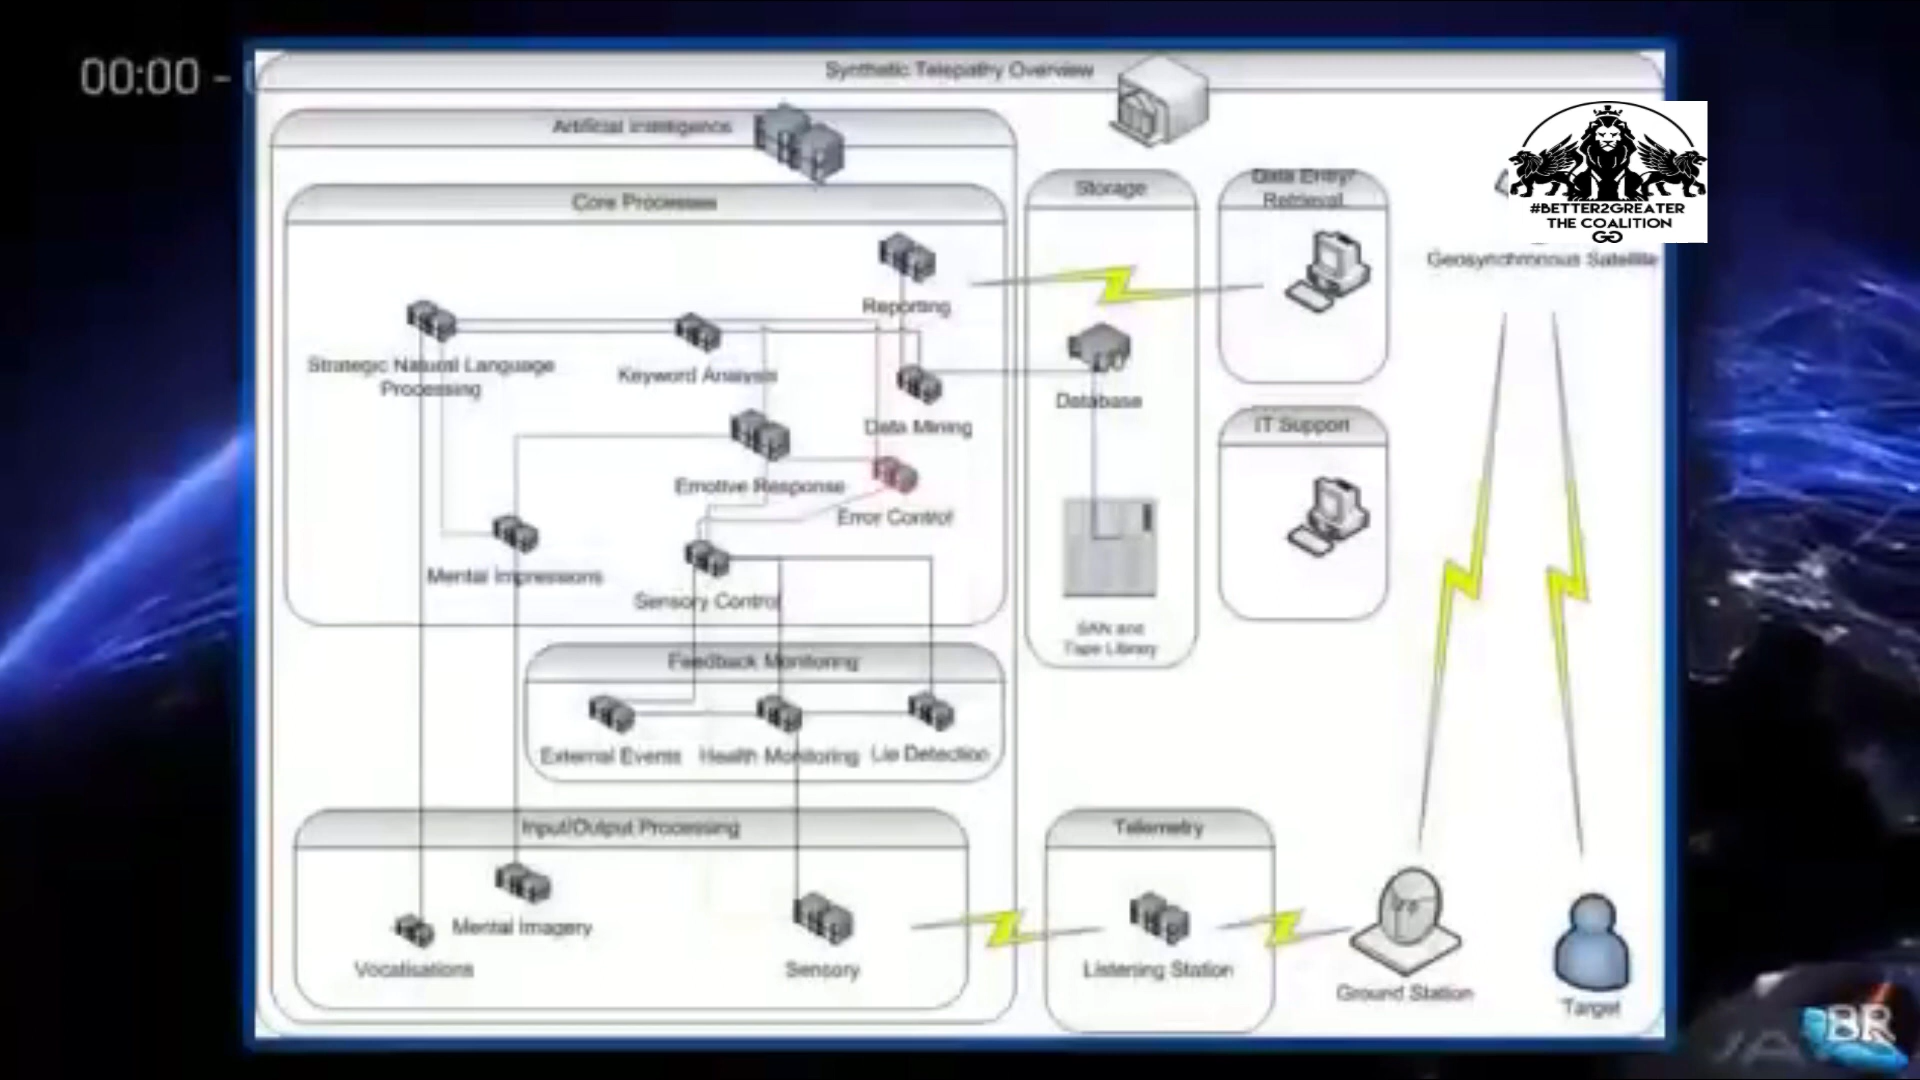 00:00 -
Synthetic Telepathy Overview
Artificial Intelligence
Core Processes
Reporting
Strategic Natural Language
Processing
Keyword Analysis
Data Mining
Emotive Response
Error Control
Mental Impressions
Sensory Control
Feedback Monitoring
External Events
Health Monitoring
Lie Detection
Input/Output Processing
Mental Imagery
Vocalisations
Sensory
Storage
Database
SAN and
Tape Library
Data Entry/
Retrieval
IT Support
#BETTER2GREATER
THE COALITION
GG
Geosynchronous Satellite
Telemetry
Listening Station
Ground Station
Target
BR